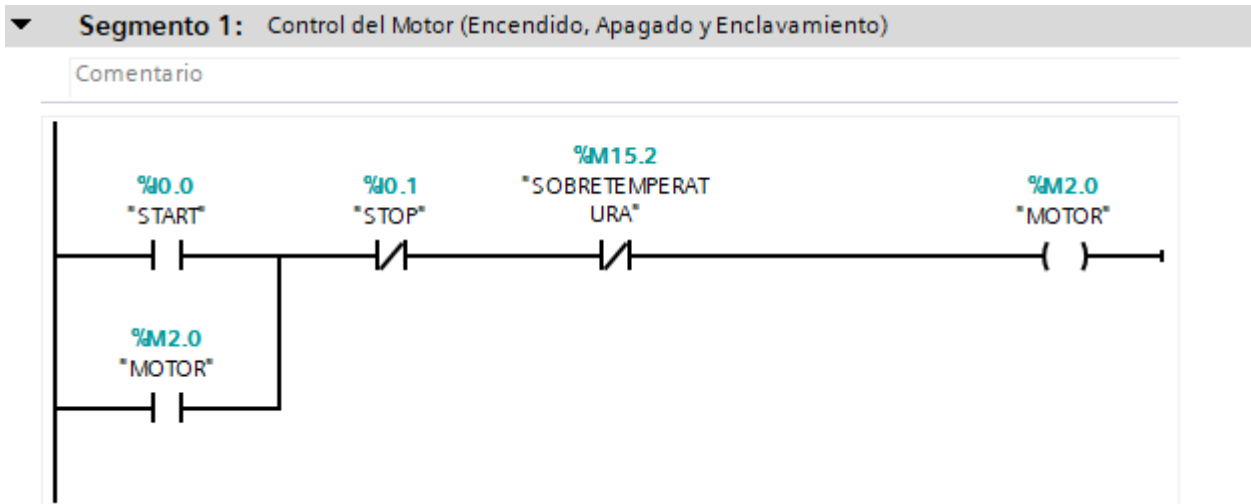 Segmento 1: Control del Motor (Encendido, Apagado y Enclavamiento)
Comentario
%I0.0
"START"
%I0.1
"STOP"
%M15.2
"SOBRETEMPERAT
URA"
%M2.0
"MOTOR"
%M2.0
"MOTOR"